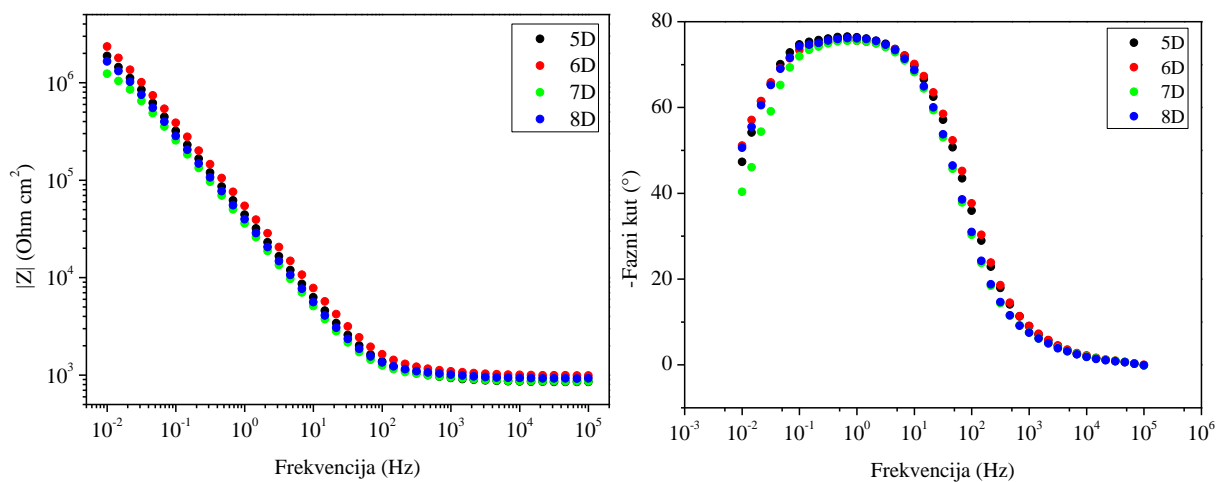 10⁶
10⁵
10⁴
10³
|Z| (Ohm cm²)
5D
6D
7D
8D
10⁻² 10⁻¹ 10⁰ 10¹ 10² 10³ 10⁴ 10⁵
Frekvencija (Hz)
80
60
40
20
0
-Fazni kut (°)
5D
6D
7D
8D
10⁻³ 10⁻² 10⁻¹ 10⁰ 10¹ 10² 10³ 10⁴ 10⁵ 10⁶
Frekvencija (Hz)